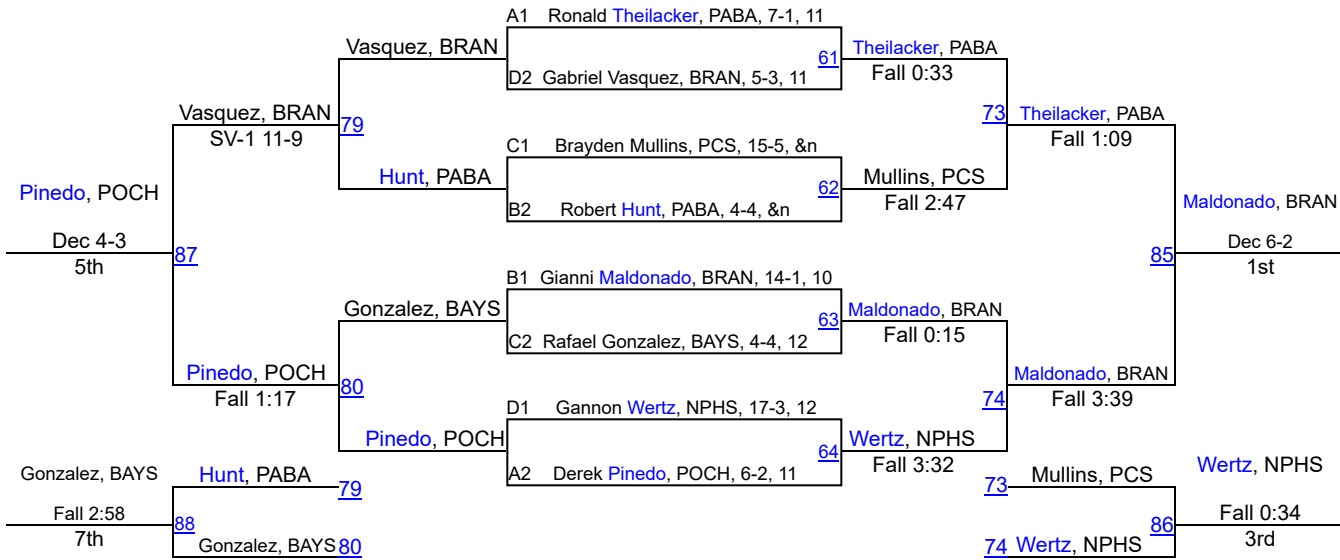 A1 Ronald Theilacker, PABA, 7-1, 11
Vasquez, BRAN
61
Theilacker, PABA
Fall 0:33
D2 Gabriel Vasquez, BRAN, 5-3, 11
Vasquez, BRAN
79
SV-1 11-9
73
Theilacker, PABA
Fall 1:09
C1 Brayden Mullins, PCS, 15-5, &n
Hunt, PABA
62
Mullins, PCS
Fall 2:47
B2 Robert Hunt, PABA, 4-4, &n
Pinedo, POCH
Dec 4-3
5th
87
Maldonado, BRAN
85
Dec 6-2
1st
B1 Gianni Maldonado, BRAN, 14-1, 10
Gonzalez, BAYS
63
Maldonado, BRAN
Fall 0:15
C2 Rafael Gonzalez, BAYS, 4-4, 12
Pinedo, POCH
80
Fall 1:17
74
Maldonado, BRAN
Fall 3:39
D1 Gannon Wertz, NPHS, 17-3, 12
Pinedo, POCH
64
Wertz, NPHS
Fall 3:32
A2 Derek Pinedo, POCH, 6-2, 11
Gonzalez, BAYS
Hunt, PABA
79
Fall 2:58
88
7th
Gonzalez, BAYS
80
73
Mullins, PCS
Wertz, NPHS
86
Fall 0:34
3rd
74
Wertz, NPHS